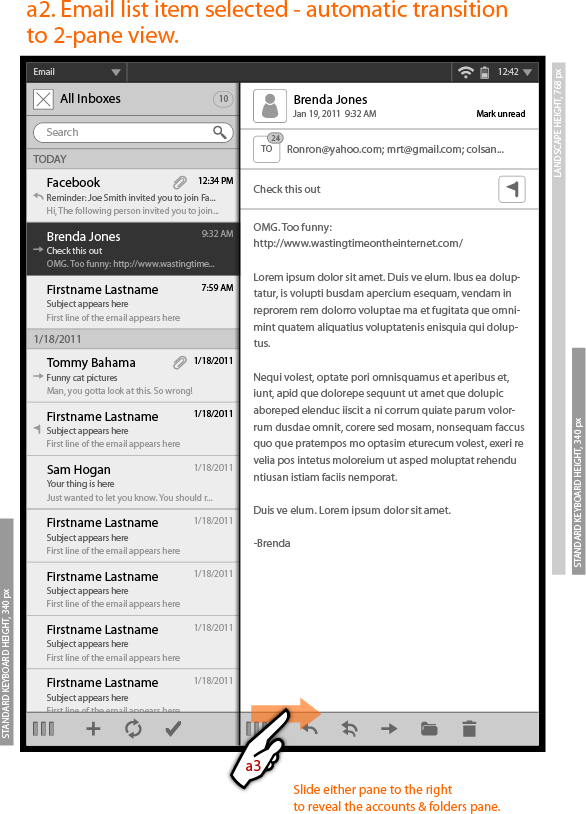 a2. Email list item selected - automatic transition
to 2-pane view.
Email
12:42
All Inboxes
10
Search
TODAY
Facebook
12:34 PM
Reminder: Joe Smith invited you to join Fa...
Hi, The following person invited you to join...
Brenda Jones
9:32 AM
Check this out
OMG. Too funny: http://www.wastingtime...
Firstname Lastname
7:59 AM
Subject appears here
First line of the email appears here
1/18/2011
Tommy Bahama
1/18/2011
Funny cat pictures
Man, you gotta look at this. So wrong!
Firstname Lastname
1/18/2011
Subject appears here
First line of the email appears here
Sam Hogan
1/18/2011
Your thing is here
Just wanted to let you know. You should r...
Firstname Lastname
1/18/2011
Subject appears here
First line of the email appears here
Firstname Lastname
1/18/2011
Subject appears here
First line of the email appears here
Firstname Lastname
1/18/2011
Subject appears here
First line of the email appears here
Firstname Lastname
1/18/2011
Subject appears here
First line of the email appears here
Brenda Jones
Jan 19, 2011 9:32 AM
Mark unread
TO
24
Ronron@yahoo.com; mrt@gmail.com; colsan...
Check this out
OMG. Too funny:
http://www.wastingtimeontheinternet.com/
Lorem ipsum dolor sit amet. Duis ve elum. Ibus ea dolup-
tatur, is volupti busdam apercium esequam, vendam in
reprorem rem dolorro voluptae ma et fugitata que omni-
mint quatem aliquatius voluptatenis enisquia qui dolup-
tus.
Nequi volest, optate pori omnisquamus et aperibus et,
iunt, apid que dolorepe sequunt ut amet que dolupic
aboreped elenduc iiscit a ni corrum quiate parum volor-
rum dusdae omnit, corere sed mosam, nonsequam faccus
quo que pratempos mo optasim eturecum volest, exeri re
velia pos intetus moloreium ut asped moluptat rehendu
ntiusan istiam faciis nemporat.
Duis ve elum. Lorem ipsum dolor sit amet.
-Brenda
a3
Slide either pane to the right
to reveal the accounts & folders pane.
STANDARD KEYBOARD HEIGHT, 340 px
LANDSCAPE HEIGHT, 768 px
STANDARD KEYBOARD HEIGHT, 340 px